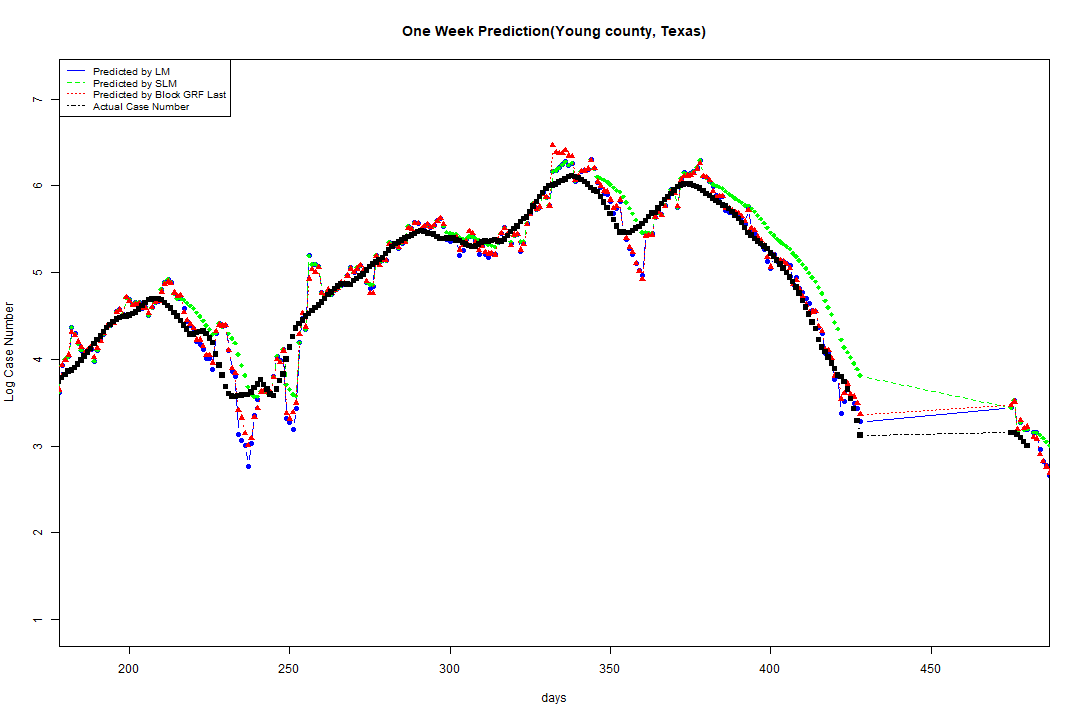 One Week Prediction(Young county, Texas)
Predicted by LM
Predicted by SLM
Predicted by Block GRF Last
Actual Case Number
7
6
5
4
3
2
1
Log Case Number
200 250 300 350 400 450
days